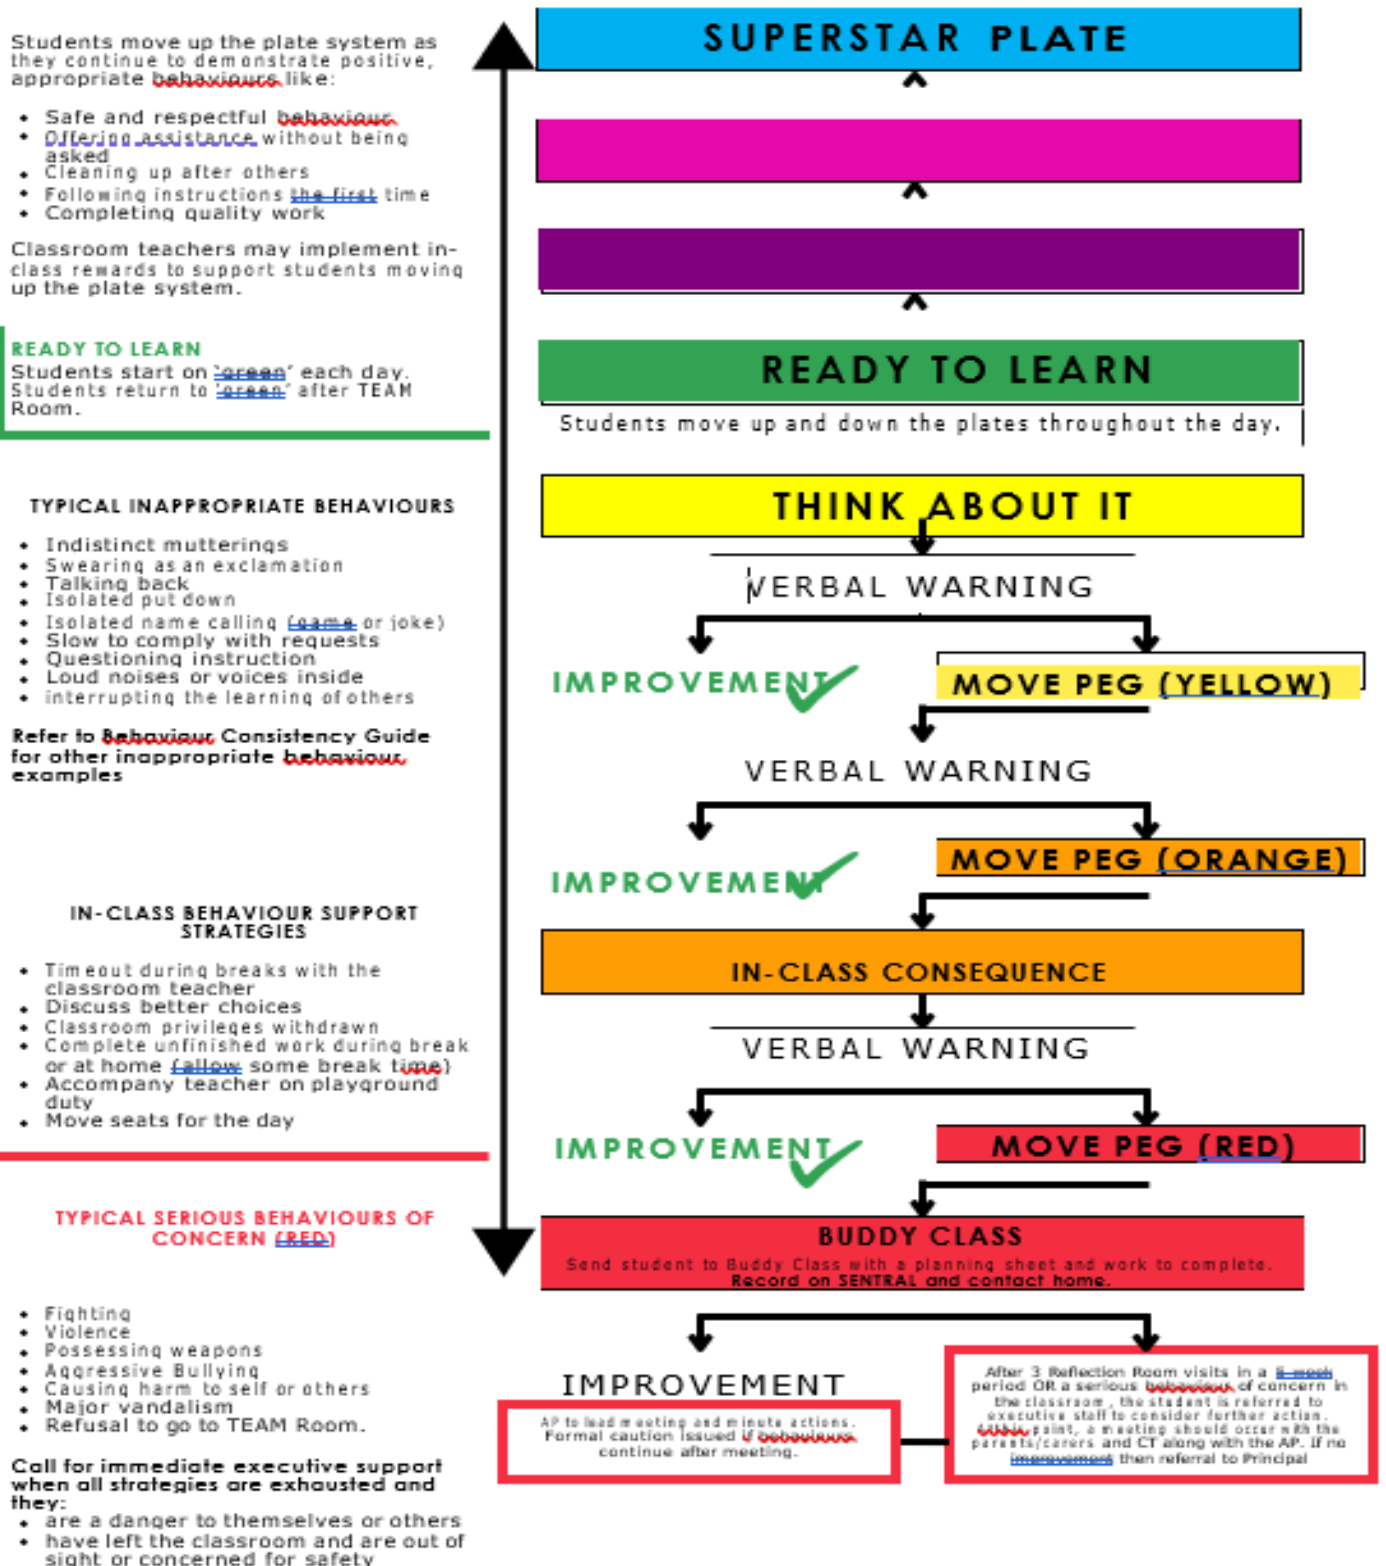 Students move up the plate system as
they continue to demonstrate positive,
appropriate behaviours like:
• Safe and respectful behaviour
• Offering assistance without being
asked
• Cleaning up after others
• Following instructions the first time
• Completing quality work
Classroom teachers may implement in-
class rewards to support students moving
up the plate system.
READY TO LEARN
Students start on 'green' each day.
Students return to 'green' after TEAM
Room.
TYPICAL INAPPROPRIATE BEHAVIOURS
• Indistinct mutterings
• Swearing as an exclamation
• Talking back
• Isolated put down
• Isolated name calling (game or joke)
• Slow to comply with requests
• Questioning instruction
• Loud noises or voices inside
• interrupting the learning of others
Refer to Behaviour Consistency Guide
for other inappropriate behaviour
examples
IN-CLASS BEHAVIOUR SUPPORT
STRATEGIES
• Timeout during breaks with the
classroom teacher
• Discuss better choices
• Classroom privileges withdrawn
• Complete unfinished work during break
or at home (allow some break time)
• Accompany teacher on playground
duty
• Move seats for the day
TYPICAL SERIOUS BEHAVIOURS OF
CONCERN (RED)
• Fighting
• Violence
• Possessing weapons
• Aggressive Bullying
• Causing harm to self or others
• Major vandalism
• Refusal to go to TEAM Room.
Call for immediate executive support
when all strategies are exhausted and
they:
• are a danger to themselves or others
• have left the classroom and are out of
sight or concerned for safety
SUPERSTAR PLATE
READY TO LEARN
Students move up and down the plates throughout the day.
THINK ABOUT IT
VERBAL WARNING
IMPROVEMENT
MOVE PEG (YELLOW)
VERBAL WARNING
IMPROVEMENT
MOVE PEG (ORANGE)
IN-CLASS CONSEQUENCE
VERBAL WARNING
IMPROVEMENT
MOVE PEG (RED)
BUDDY CLASS
Send student to Buddy Class with a planning sheet and work to complete.
Record on SENTRAL and contact home.
IMPROVEMENT
AP to lead meeting and minute actions.
Formal caution issued if behaviours
continue after meeting.
After 3 Reflection Room visits in a 5 week
period OR a serious behaviour of concern in
the classroom, the student is referred to
executive staff to consider further action.
At this point, a meeting should occur with the
parents/carers and CT along with the AP. If no
improvement then referral to Principal